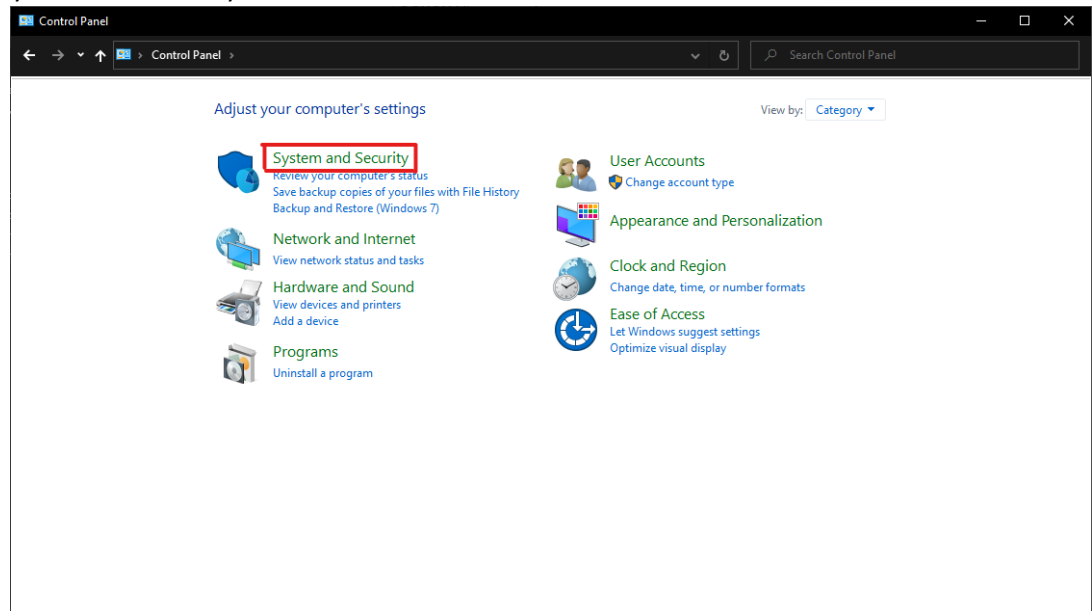 Control Panel
Control Panel
Search Control Panel
Adjust your computer's settings
View by: Category
System and Security
Review your computer's status
Save backup copies of your files with File History
Backup and Restore (Windows 7)
Network and Internet
View network status and tasks
Hardware and Sound
View devices and printers
Add a device
Programs
Uninstall a program
User Accounts
Change account type
Appearance and Personalization
Clock and Region
Change date, time, or number formats
Ease of Access
Let Windows suggest settings
Optimize visual display